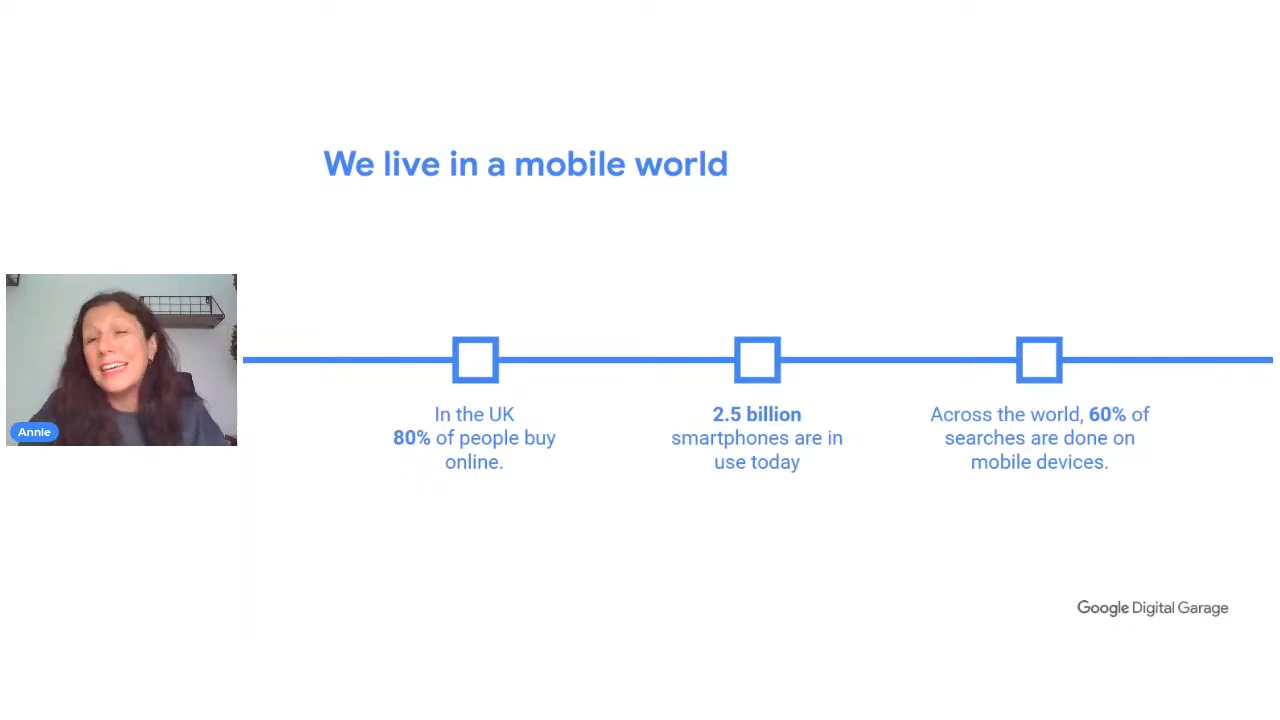 We live in a mobile world
Annie
In the UK
80% of people buy
online.
2.5 billion
smartphones are in
use today
Across the world, 60% of
searches are done on
mobile devices.
Google Digital Garage